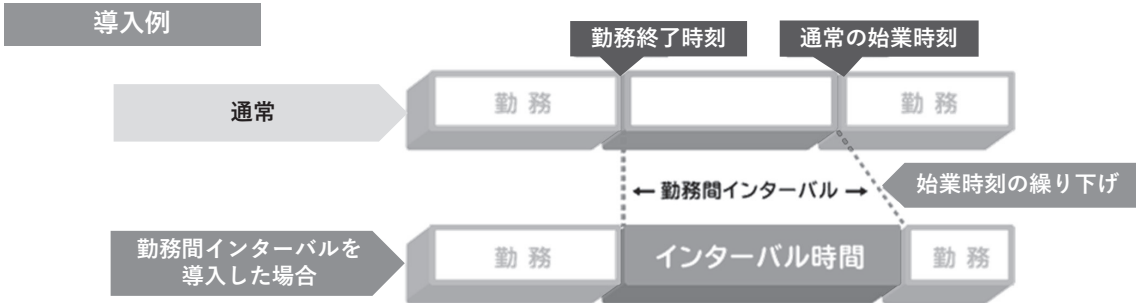 導入例
勤務終了時刻
通常の始業時刻
通常
勤務
勤務
←勤務間インターバル→
始業時刻の繰り下げ
勤務間インターバルを
導入した場合
勤務
インターバル時間
勤務